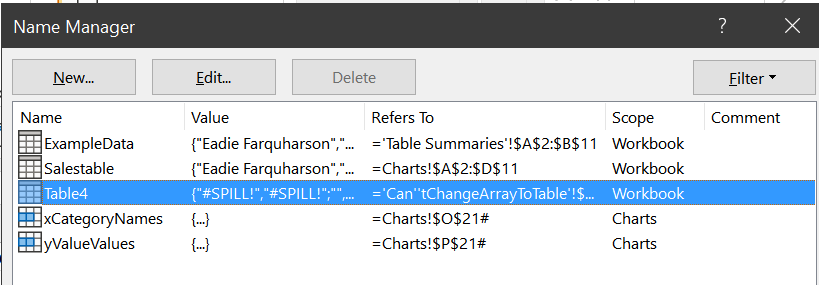 Name Manager ? ×
New... Edit... Delete Filter
Name Value Refers To Scope Comment
ExampleData {"Eadie Farquharson","... ='Table Summaries'!$A$2:$B$11 Workbook
Salestable {"Eadie Farquharson","... =Charts!$A$2:$D$11 Workbook
Table4 {"#SPILL!","#SPILL!";"",... ='Can''tChangeArrayToTable'!$... Workbook
xCategoryNames {...} =Charts!$O$21# Charts
yValueValues {...} =Charts!$P$21# Charts